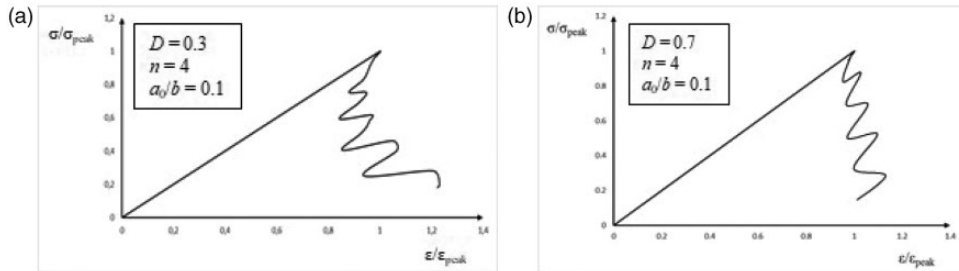 (a)
σ/σpeak
1,2
1
0,8
0,6
0,4
0,2
0
D = 0.3
n = 4
a₀/b = 0.1
0 0,2 0,4 0,6 0,8 1 1,2 1,4
ε/εpeak
(b)
σ/σpeak
1.2
1
0.8
0.6
0.4
0.2
0
D = 0.7
n = 4
a₀/b = 0.1
0 0.2 0.4 0.6 0.8 1 1.2 1.4
ε/εpeak